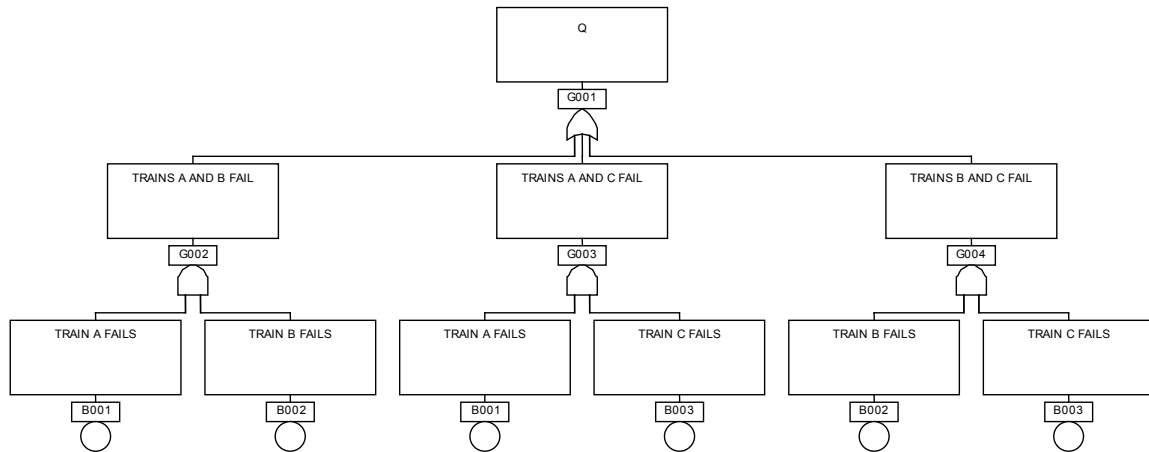 Q
G001
TRAINS A AND B FAIL
TRAINS A AND C FAIL
TRAINS B AND C FAIL
G002
G003
G004
TRAIN A FAILS
TRAIN B FAILS
TRAIN A FAILS
TRAIN C FAILS
TRAIN B FAILS
TRAIN C FAILS
B001
B002
B001
B003
B002
B003